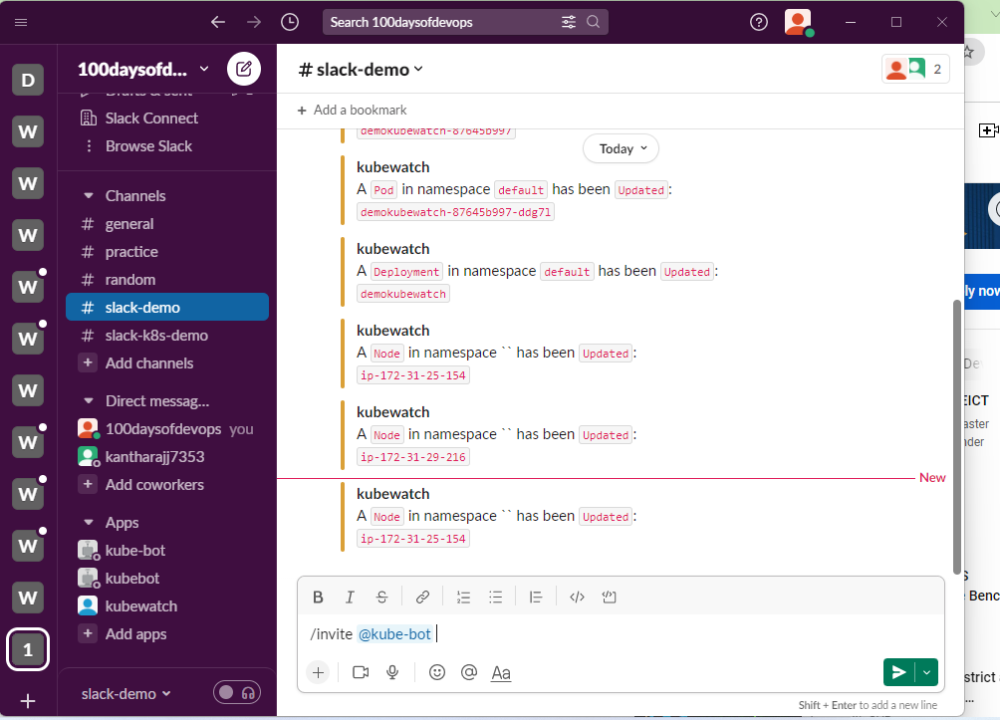 Search 100daysofdevops
D
W
W
W
W
W
W
W
W
W
W
1
100daysofd...
Drafts & sent
Slack Connect
Browse Slack
Channels
# general
# practice
# random
# slack-demo
# slack-k8s-demo
+ Add channels
Direct messag...
100daysofdevops you
kantharajj7353
+ Add coworkers
Apps
kube-bot
kubebot
kubewatch
+ Add apps
slack-demo
# slack-demo
2
+ Add a bookmark
Today
demokubewatch-87645b997
kubewatch
A Pod in namespace default has been Updated:
demokubewatch-87645b997-ddg7l
kubewatch
A Deployment in namespace default has been Updated:
demokubewatch
kubewatch
A Node in namespace `` has been Updated:
ip-172-31-25-154
kubewatch
A Node in namespace `` has been Updated:
ip-172-31-29-216
New
kubewatch
A Node in namespace `` has been Updated:
ip-172-31-25-154
B I S
/invite @kube-bot
+ @ Aa
Shift + Enter to add a new line
ly now
De
EICT
aster
nder
S
e Benc
strict a